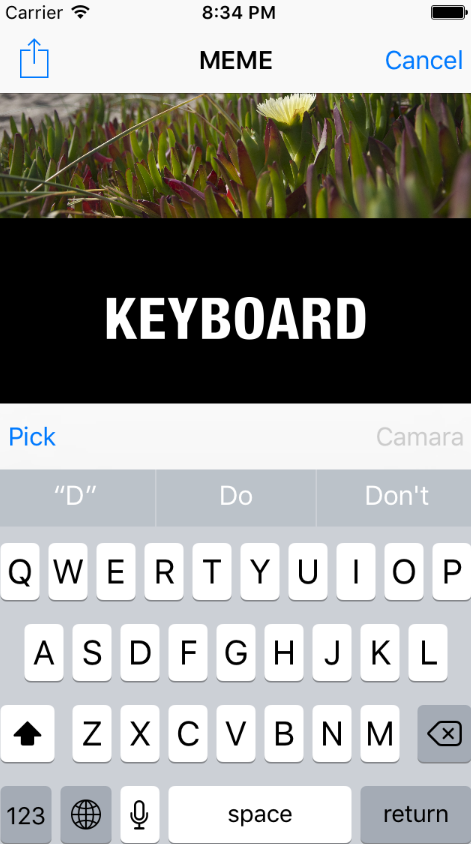 Carrier 8:34 PM
MEME Cancel
KEYBOARD
Pick Camara
“D” Do Don't
Q W E R T Y U I O P
A S D F G H J K L
Z X C V B N M
123 space return